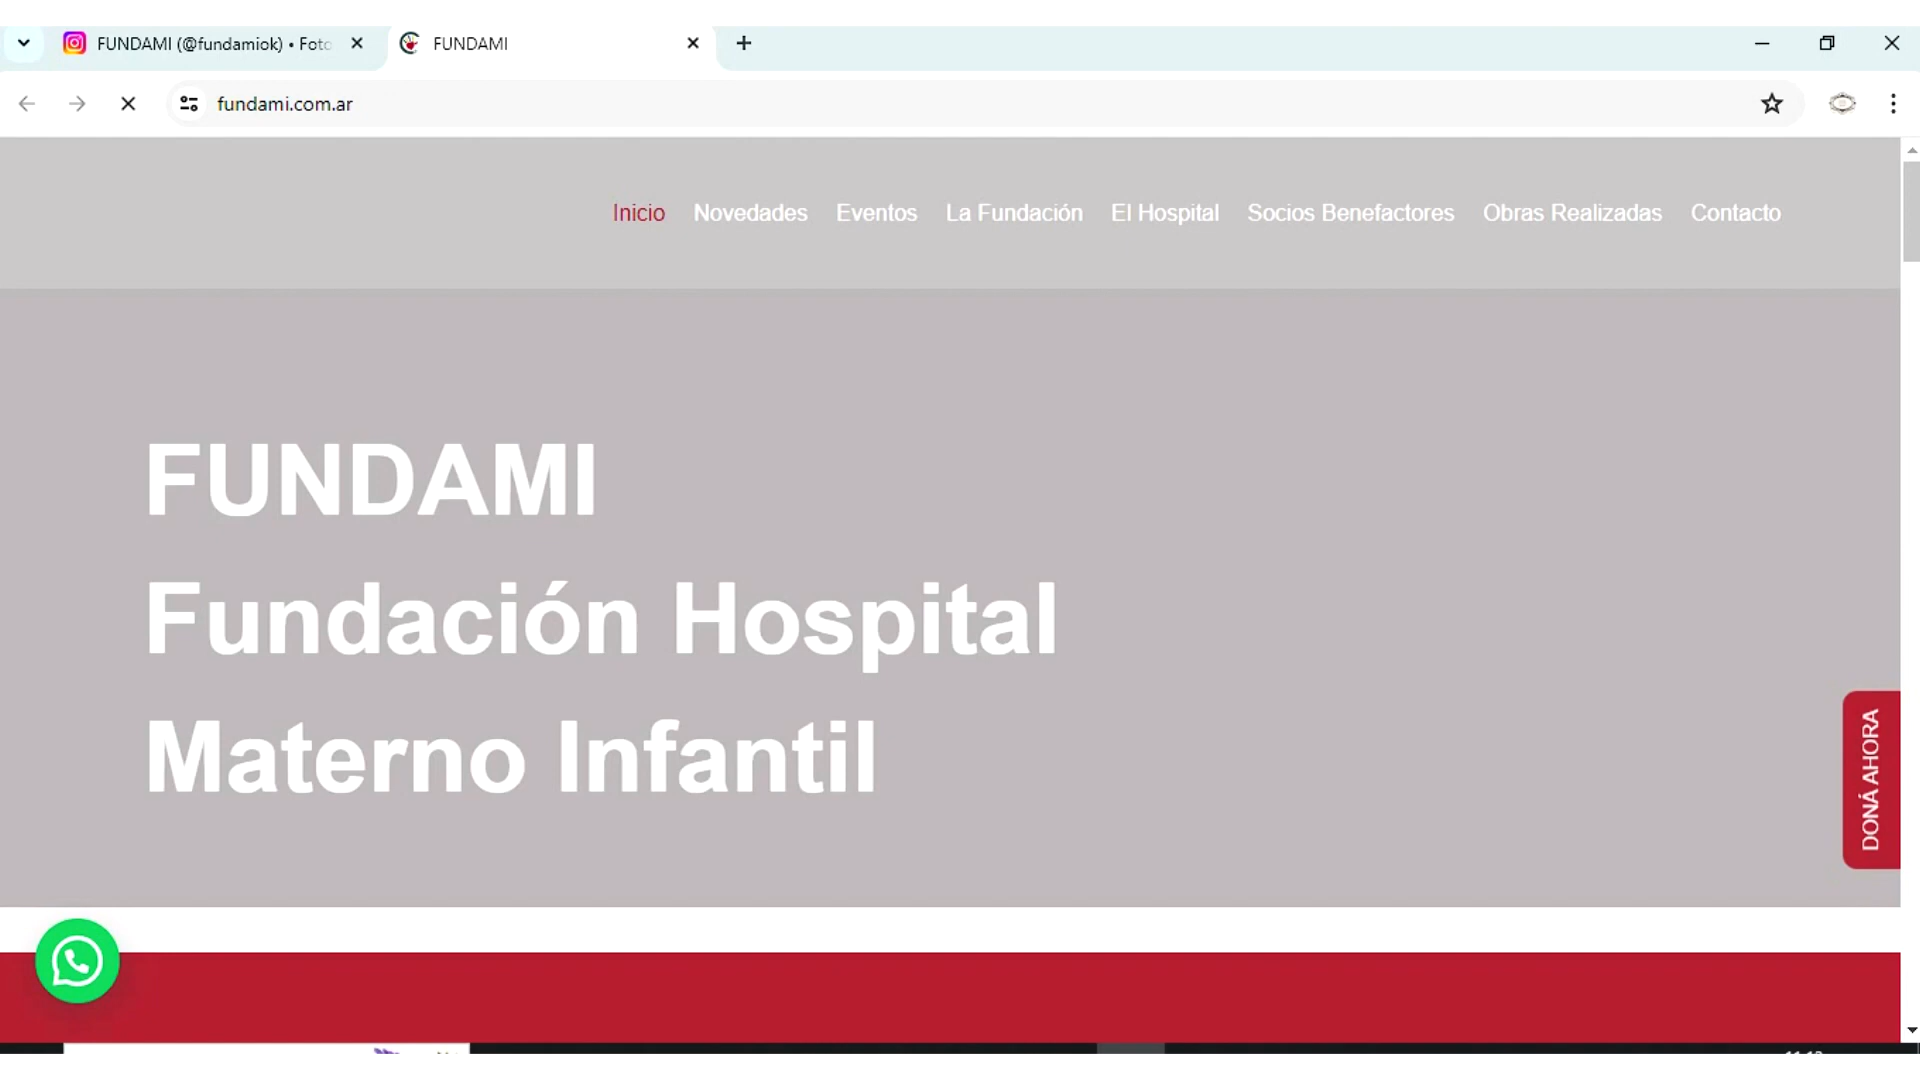 FUNDAMI (@fundamiok) • Foto
FUNDAMI
fundami.com.ar
Inicio Novedades Eventos La Fundación El Hospital Socios Benefactores Obras Realizadas Contacto
FUNDAMI
Fundación Hospital
Materno Infantil
DONÁ AHORA